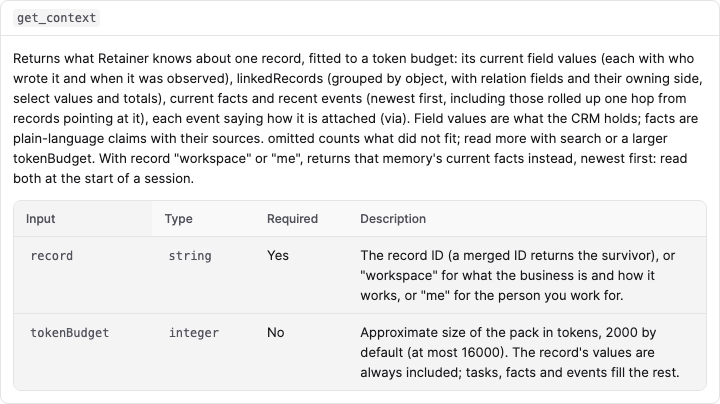 get_context
Returns what Retainer knows about one record, fitted to a token budget: its current field values (each with who
wrote it and when it was observed), linkedRecords (grouped by object, with relation fields and their owning side,
select values and totals), current facts and recent events (newest first, including those rolled up one hop from
records pointing at it), each event saying how it is attached (via). Field values are what the CRM holds; facts are
plain-language claims with their sources. omitted counts what did not fit; read more with search or a larger
tokenBudget. With record "workspace" or "me", returns that memory's current facts instead, newest first: read
both at the start of a session.
Input Type Required Description
record string Yes The record ID (a merged ID returns the survivor), or
"workspace" for what the business is and how it
works, or "me" for the person you work for.
tokenBudget integer No Approximate size of the pack in tokens, 2000 by
default (at most 16000). The record's values are
always included; tasks, facts and events fill the rest.